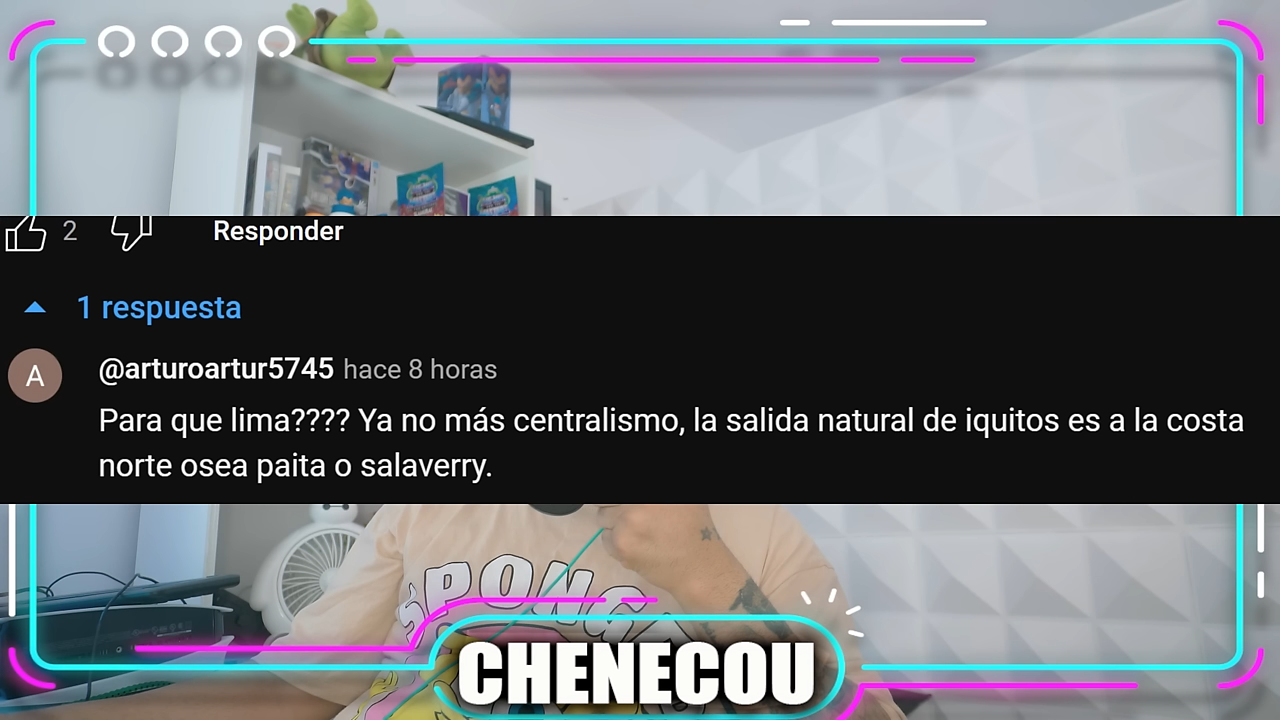 2 Responder
1 respuesta
A @arturoartur5745 hace 8 horas
Para que lima???? Ya no más centralismo, la salida natural de iquitos es a la costa
norte osea paita o salaverry.
SPONGE
CHENECOU